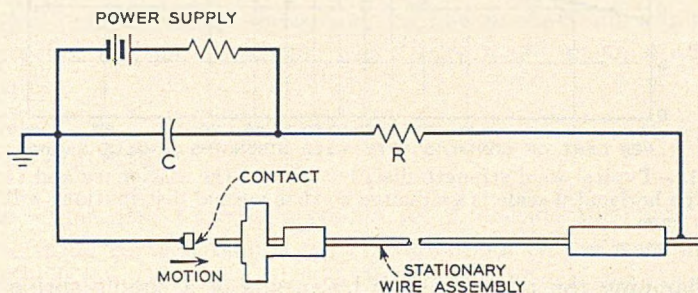 POWER SUPPLY
C
R
CONTACT
MOTION
STATIONARY
WIRE ASSEMBLY